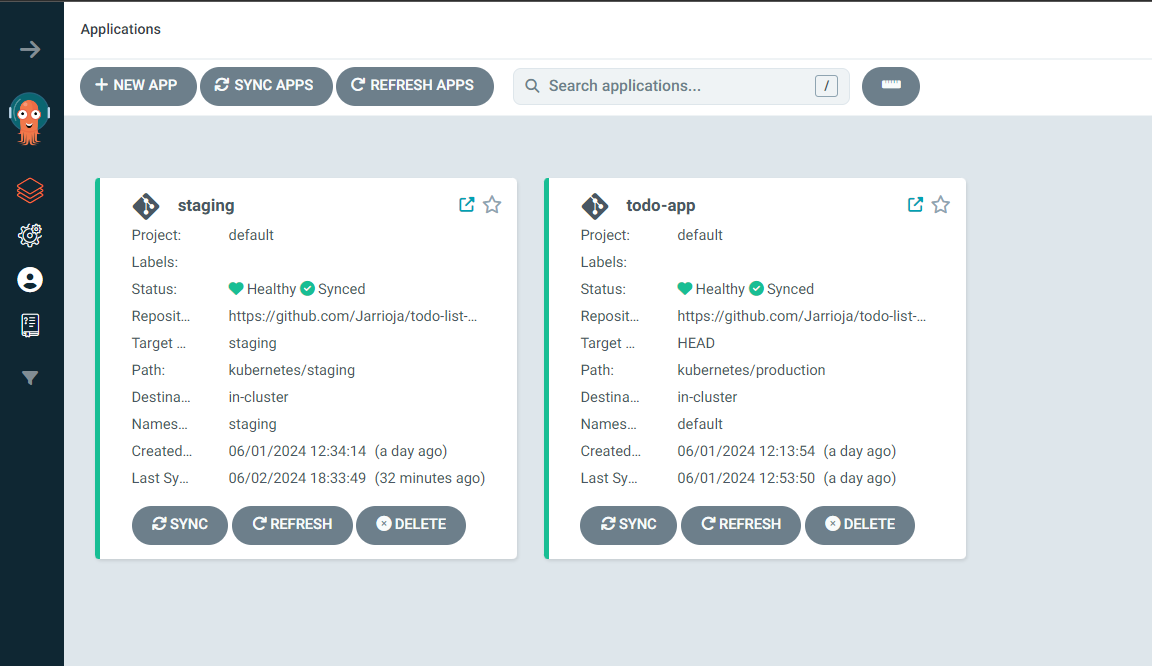 Applications
NEW APP SYNC APPS REFRESH APPS Search applications... /
staging
Project: default
Labels:
Status: Healthy Synced
Reposit... https://github.com/Jarrioja/todo-list-...
Target ... staging
Path: kubernetes/staging
Destina... in-cluster
Names... staging
Created... 06/01/2024 12:34:14 (a day ago)
Last Sy... 06/02/2024 18:33:49 (32 minutes ago)
SYNC REFRESH DELETE
todo-app
Project: default
Labels:
Status: Healthy Synced
Reposit... https://github.com/Jarrioja/todo-list-...
Target ... HEAD
Path: kubernetes/production
Destina... in-cluster
Names... default
Created... 06/01/2024 12:13:54 (a day ago)
Last Sy... 06/01/2024 12:53:50 (a day ago)
SYNC REFRESH DELETE